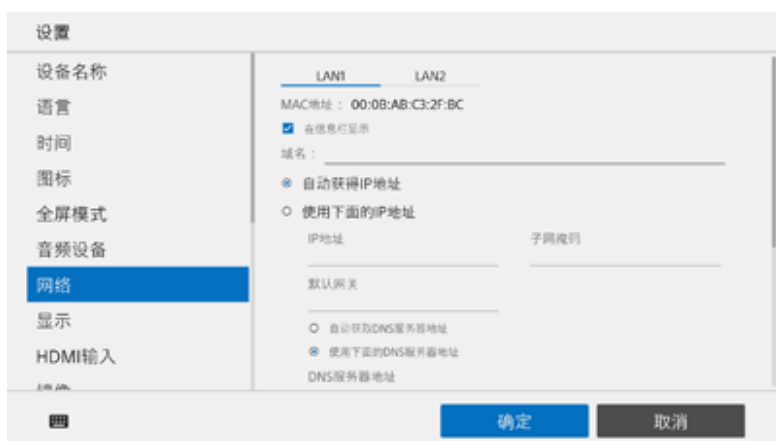 设置
设备名称
语言
时间
图标
全屏模式
音频设备
网络
显示
HDMI输入
LAN1 LAN2
MAC地址： 00:0B:AB:C3:2F:BC
在信息栏显示
域名：
自动获得IP地址
使用下面的IP地址
IP地址 子网掩码
默认网关
自动获取DNS服务器地址
使用下面的DNS服务器地址
DNS服务器地址
确定 取消